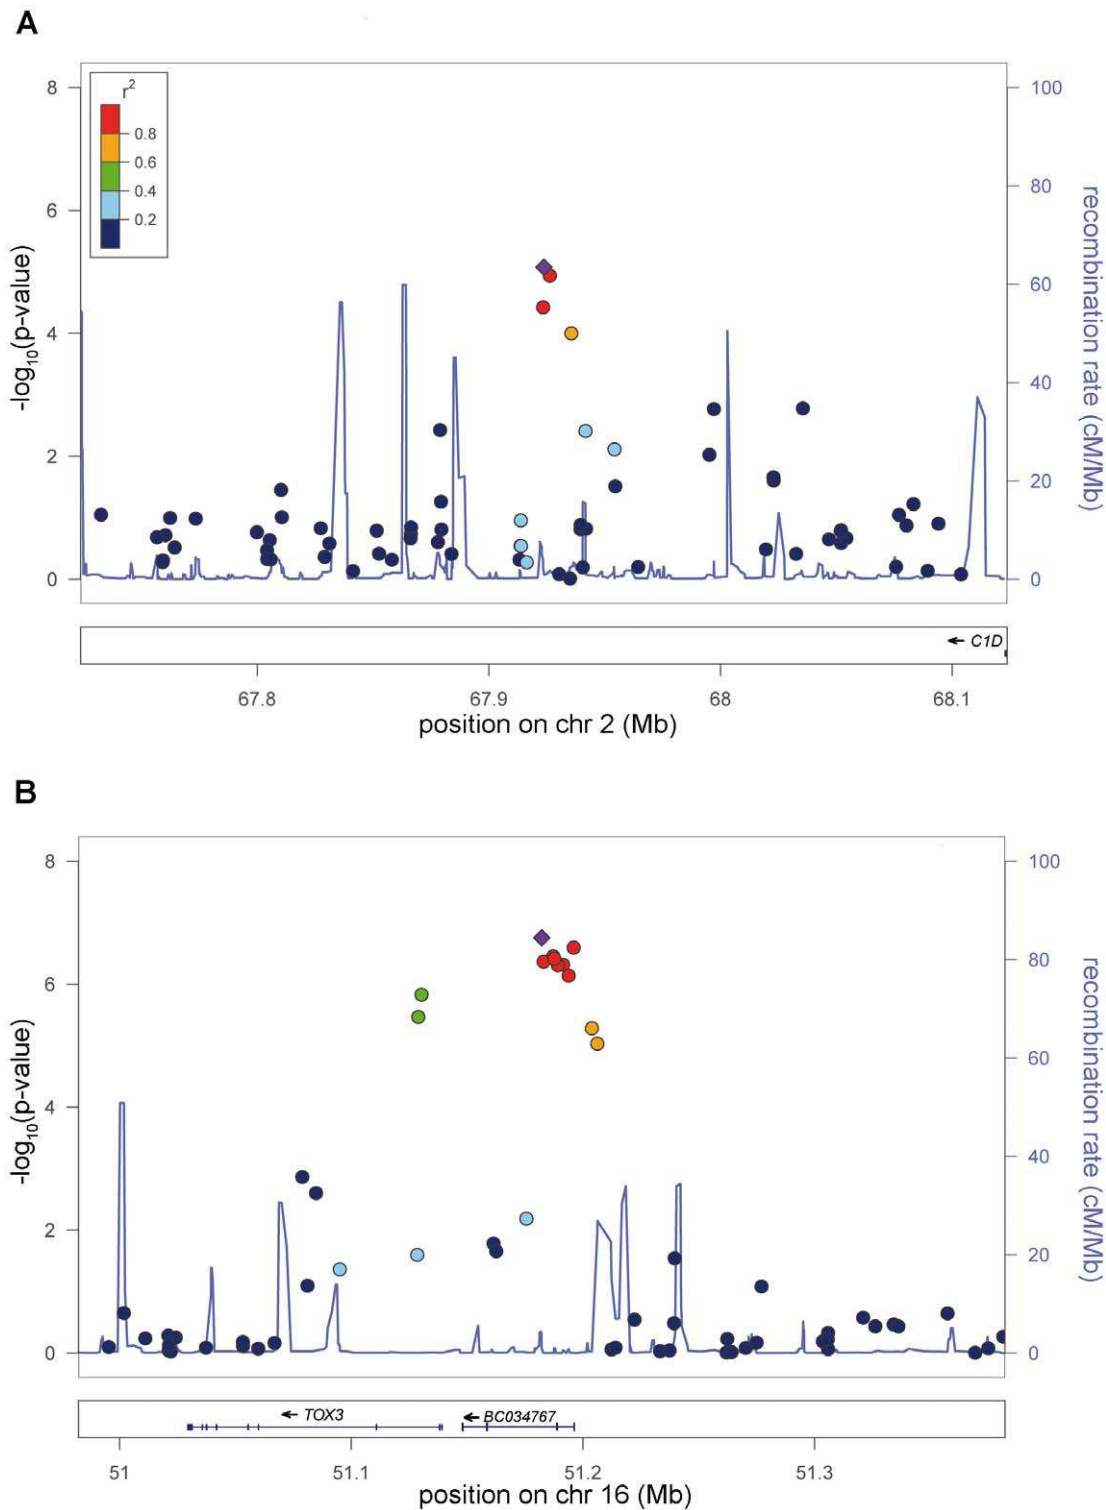 A
r²
0.8
0.6
0.4
0.2
8
6
4
2
0
-log₁₀(p-value)
100
80
60
40
20
0
recombination rate (cM/Mb)
← C1D
67.8 67.9 68 68.1
position on chr 2 (Mb)
B
8
6
4
2
0
-log₁₀(p-value)
100
80
60
40
20
0
recombination rate (cM/Mb)
← TOX3 ← BC034767
51 51.1 51.2 51.3
position on chr 16 (Mb)